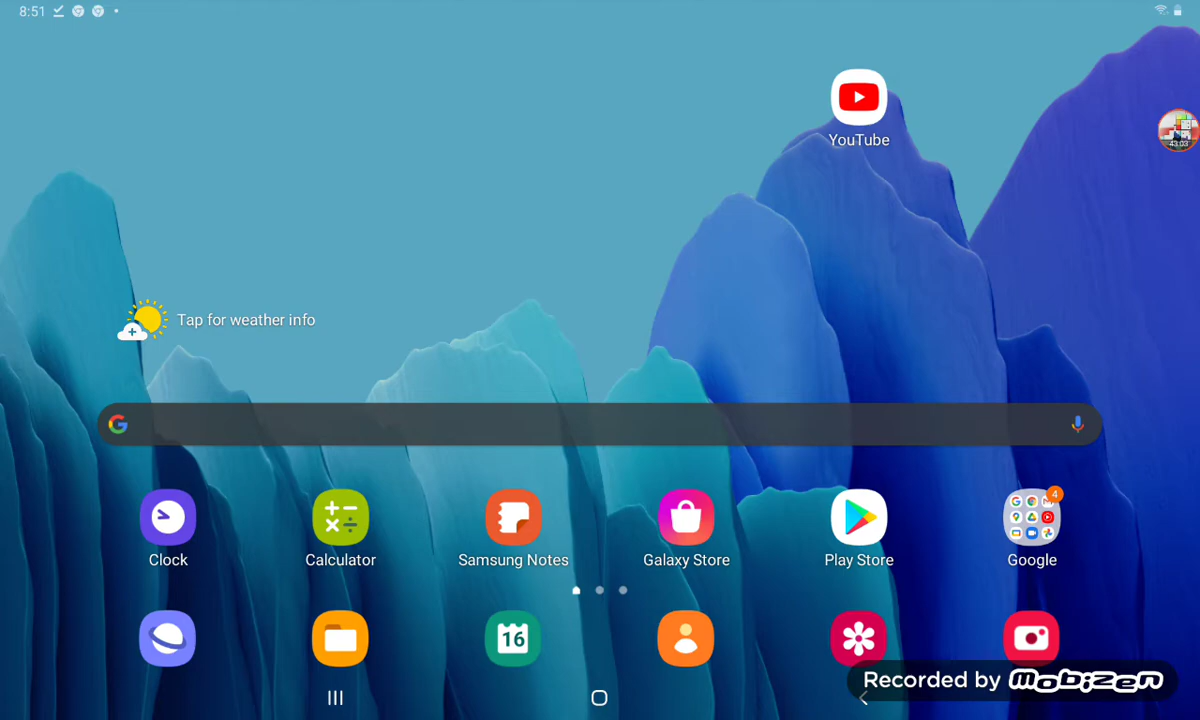 8:51
YouTube
43:03
Tap for weather info
Clock
Calculator
Samsung Notes
Galaxy Store
Play Store
4
Google
16
Recorded by mobizen